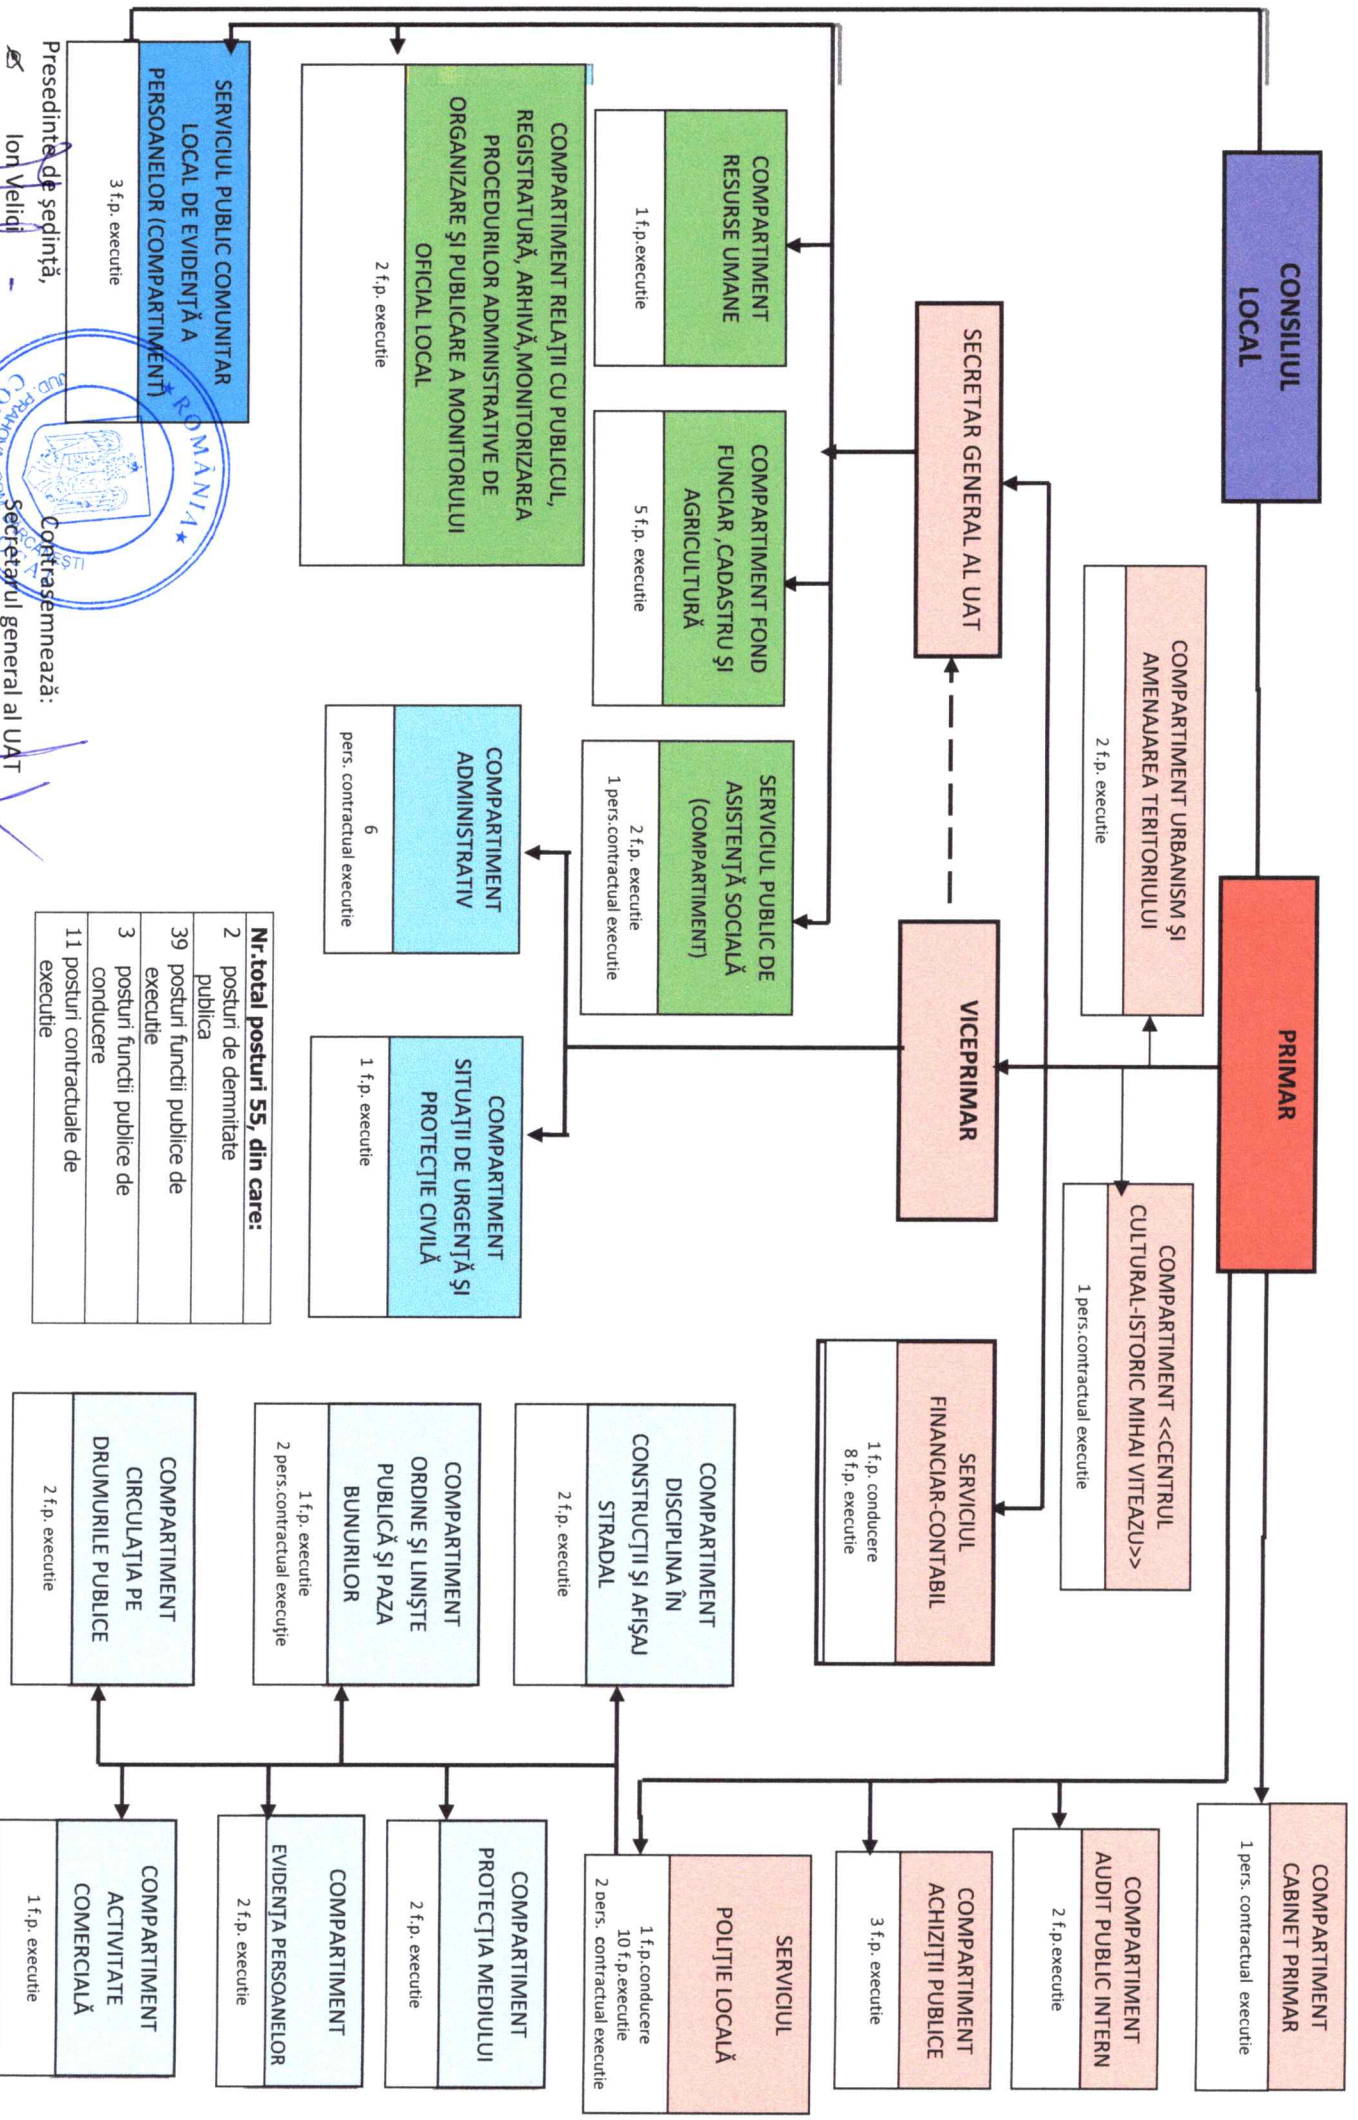 CONSILIUL
LOCAL
PRIMAR
COMPARTIMENT
CABINET PRIMAR
1 pers. contractual executie
COMPARTIMENT URBANISM ŞI
AMENAJAREA TERITORIULUI
2 f.p. executie
COMPARTIMENT <<CENTRUL
CULTURAL-ISTORIC MIHAI VITEAZU>>
1 pers.contractual executie
COMPARTIMENT
AUDIT PUBLIC INTERN
2 f.p.executie
SECRETAR GENERAL AL UAT
VICEPRIMAR
SERVICIUL
FINANCIAR-CONTABIL
1 f.p. conducere
8 f.p. executie
COMPARTIMENT
ACHIZIŢII PUBLICE
3 f.p. executie
COMPARTIMENT
RESURSE UMANE
1 f.p.executie
COMPARTIMENT FOND
FUNCIAR ,CADASTRU ŞI
AGRICULTURĂ
5 f.p. executie
SERVICIUL PUBLIC DE
ASISTENŢĂ SOCIALĂ
(COMPARTIMENT)
2 f.p. executie
1 pers.contractual executie
SERVICIUL
POLIŢIE LOCALĂ
1 f.p.conducere
10 f.p.executie
2 pers. contractual executie
COMPARTIMENT RELAŢII CU PUBLICUL,
REGISTRATURĂ, ARHIVĂ,MONITORIZAREA
PROCEDURILOR ADMINISTRATIVE DE
ORGANIZARE ŞI PUBLICARE A MONITORULUI
OFICIAL LOCAL
2 f.p. executie
COMPARTIMENT
ADMINISTRATIV
6
pers. contractual executie
COMPARTIMENT
SITUAŢII DE URGENŢĂ ŞI
PROTECŢIE CIVILĂ
1 f.p. executie
COMPARTIMENT
DISCIPLINA ÎN
CONSTRUCŢII ŞI AFIŞAJ
STRADAL
2 f.p. executie
COMPARTIMENT
PROTECŢIA MEDIULUI
2 f.p. executie
COMPARTIMENT
ORDINE ŞI LINIŞTE
PUBLICĂ ŞI PAZA
BUNURILOR
1 f.p. executie
2 pers.contractual execuţie
COMPARTIMENT
EVIDENŢA PERSOANELOR
2 f.p. executie
COMPARTIMENT
CIRCULAŢIA PE
DRUMURILE PUBLICE
2 f.p. executie
COMPARTIMENT
ACTIVITATE
COMERCIALĂ
1 f.p. executie
SERVICIUL PUBLIC COMUNITAR
LOCAL DE EVIDENŢĂ A
PERSOANELOR (COMPARTIMENT)
3 f.p. executie
Nr.total posturi 55, din care:
2 posturi de demnitate
publica
39 posturi functii publice de
executie
3 posturi functii publice de
conducere
11 posturi contractuale de
executie
Presedinte de şedinţă,
Ion Velici
Contrasemnează:
Secretarul general al UAT
★ ROMÂNIA ★
JUD. PRAHOVA